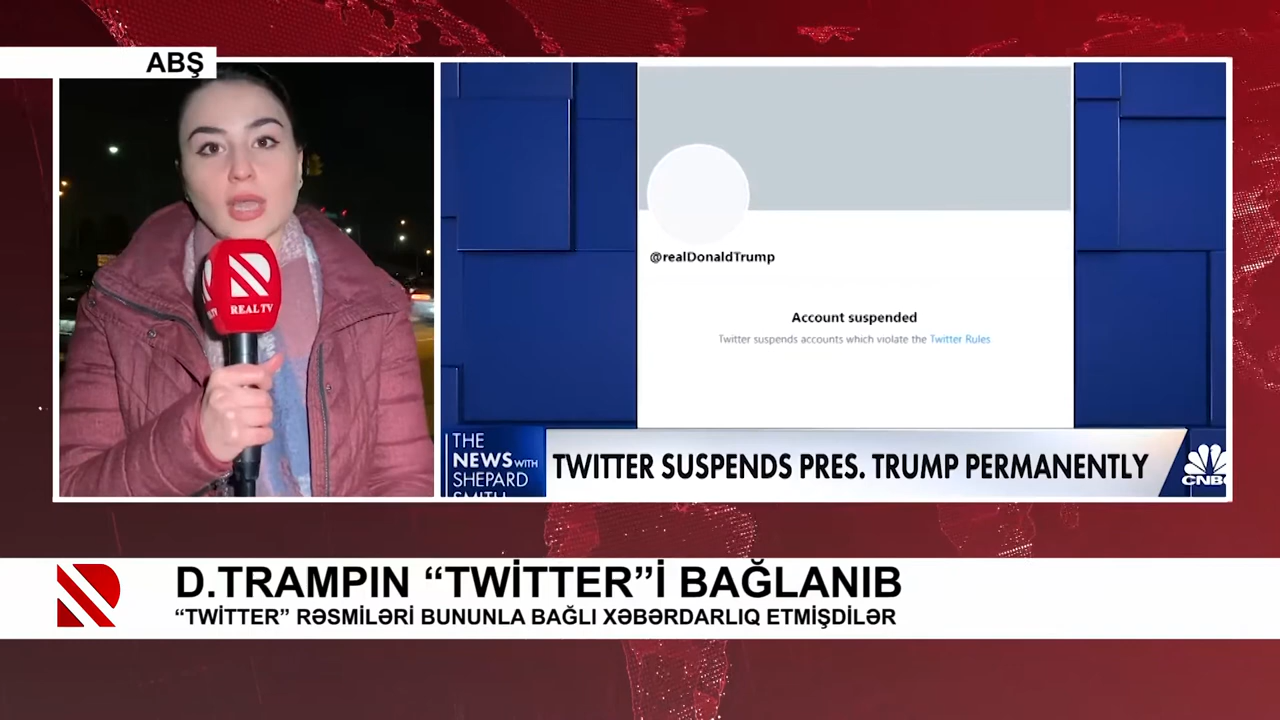 ABŞ
REAL TV
@realDonaldTrump
Account suspended
Twitter suspends accounts which violate the Twitter Rules
THE
NEWS WITH
SHEPARD
SMITH
TWITTER SUSPENDS PRES. TRUMP PERMANENTLY
CNBC
D.TRAMPIN “TWİTTER”İ BAĞLANIB
“TWİTTER” RƏSMİLƏRİ BUNUNLA BAĞLI XƏBƏRDARLIQ ETMİŞDİLƏR